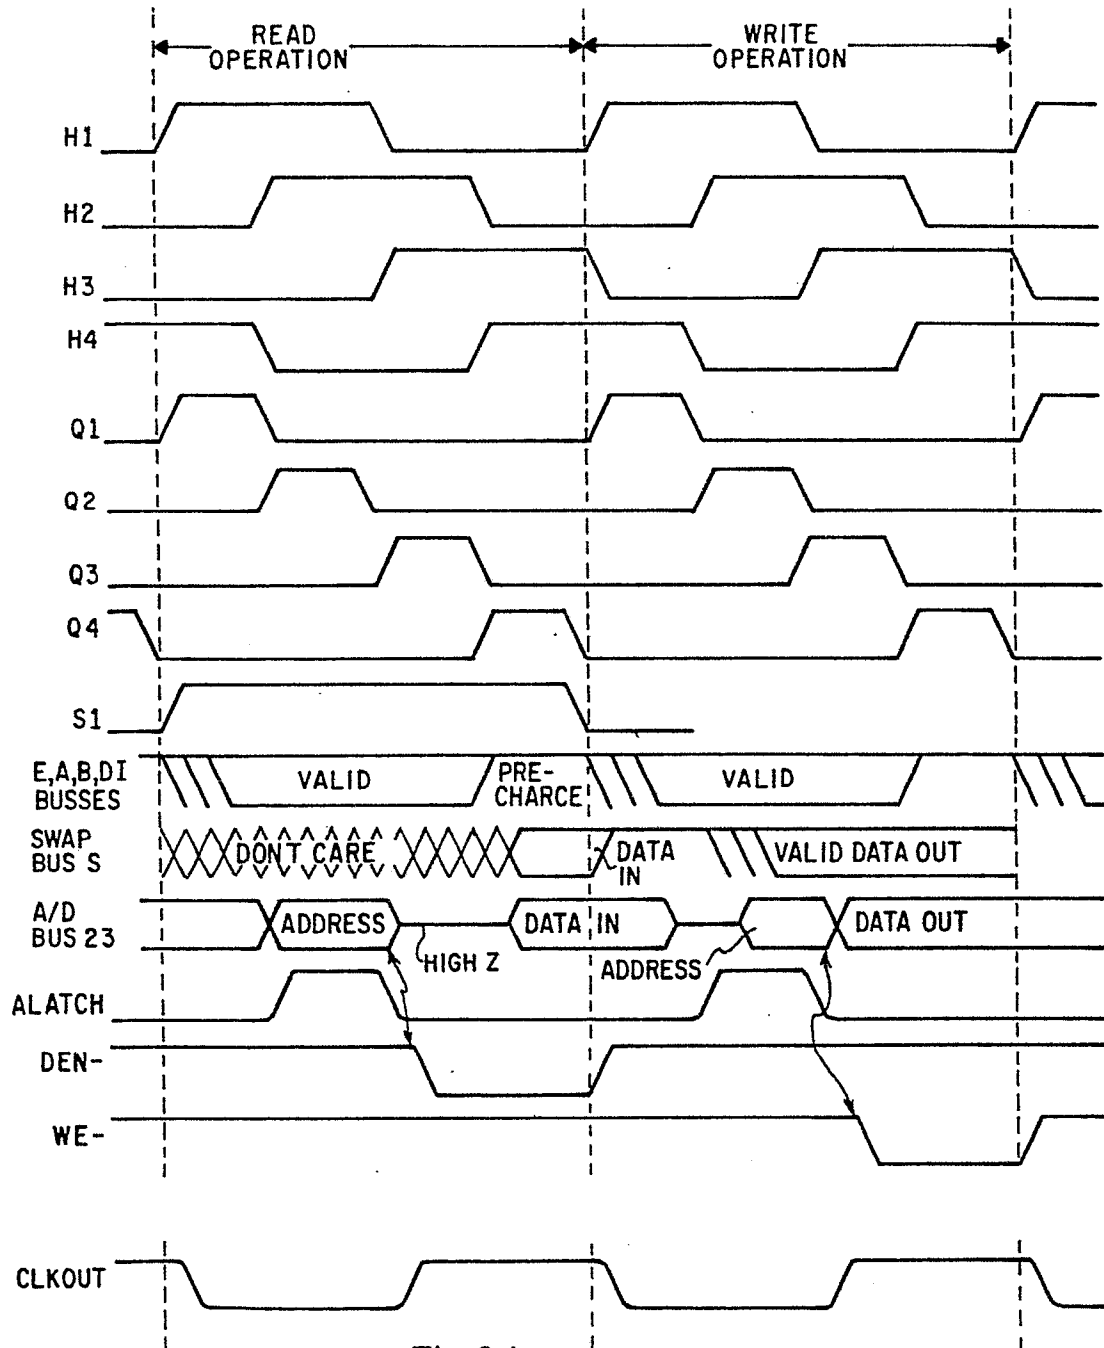 READ
OPERATION
WRITE
OPERATION
H1
H2
H3
H4
Q1
Q2
Q3
Q4
S1
E,A,B,DI
BUSSES
VALID
PRE-
CHARCE
VALID
SWAP
BUS S
DONT CARE
DATA
IN
VALID DATA OUT
A/D
BUS 23
ADDRESS
HIGH Z
DATA IN
ADDRESS
DATA OUT
ALATCH
DEN-
WE-
CLKOUT